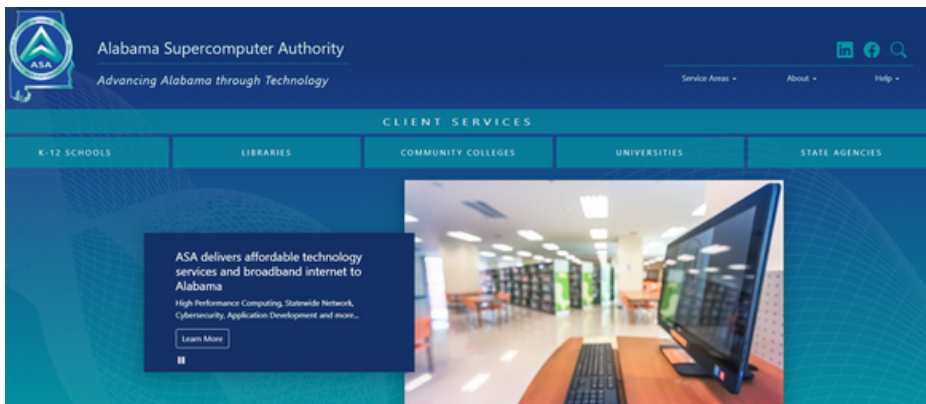 ASA
Alabama Supercomputer Authority
Advancing Alabama through Technology
in
Service Areas
About
Help
CLIENT SERVICES
K-12 SCHOOLS
LIBRARIES
COMMUNITY COLLEGES
UNIVERSITIES
STATE AGENCIES
ASA delivers affordable technology
services and broadband internet to
Alabama
High Performance Computing, Statewide Network,
Cybersecurity, Application Development and more...
Learn More